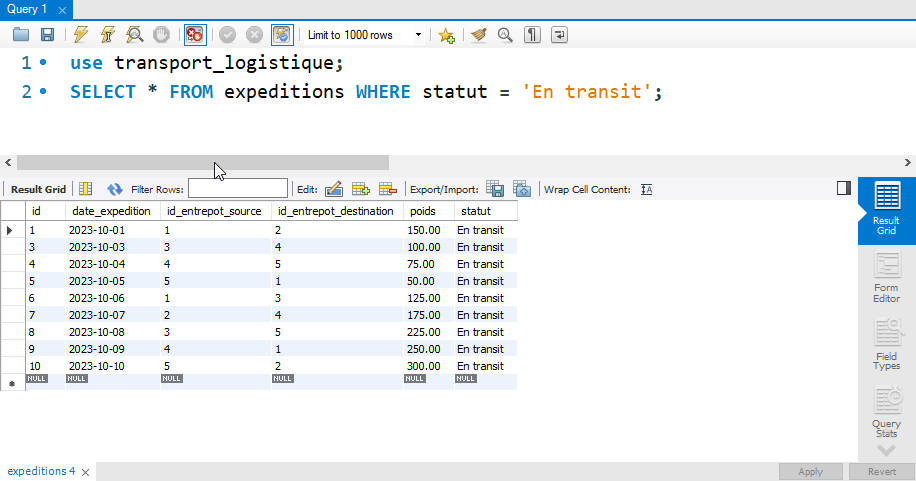 Query 1
Limit to 1000 rows
1 use transport_logistique;
2 SELECT * FROM expeditions WHERE statut = 'En transit';
Result Grid Filter Rows: Edit: Export/Import: Wrap Cell Content:
id date_expedition id_entrepot_source id_entrepot_destination poids statut
1 2023-10-01 1 2 150.00 En transit
3 2023-10-03 3 4 100.00 En transit
4 2023-10-04 4 5 75.00 En transit
5 2023-10-05 5 1 50.00 En transit
6 2023-10-06 1 3 125.00 En transit
7 2023-10-07 2 4 175.00 En transit
8 2023-10-08 3 5 225.00 En transit
9 2023-10-09 4 1 250.00 En transit
10 2023-10-10 5 2 300.00 En transit
NULL NULL NULL NULL NULL NULL
Result
Grid
Form
Editor
Field
Types
Query
Stats
expeditions 4
Apply Revert